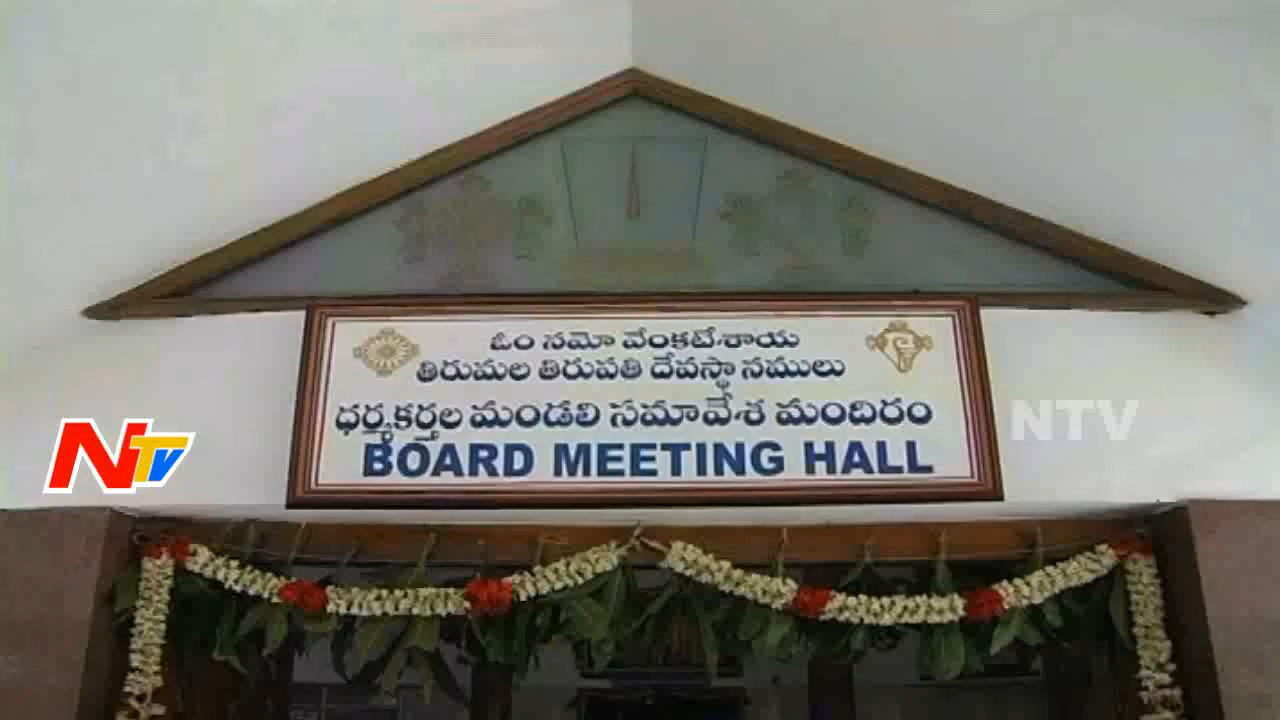 ఓం నమో వేంకటేశాయ
తిరుమల తిరుపతి దేవస్థానములు
ధర్మకర్తల మండలి సమావేశ మందిరం
BOARD MEETING HALL
NTV
NTV